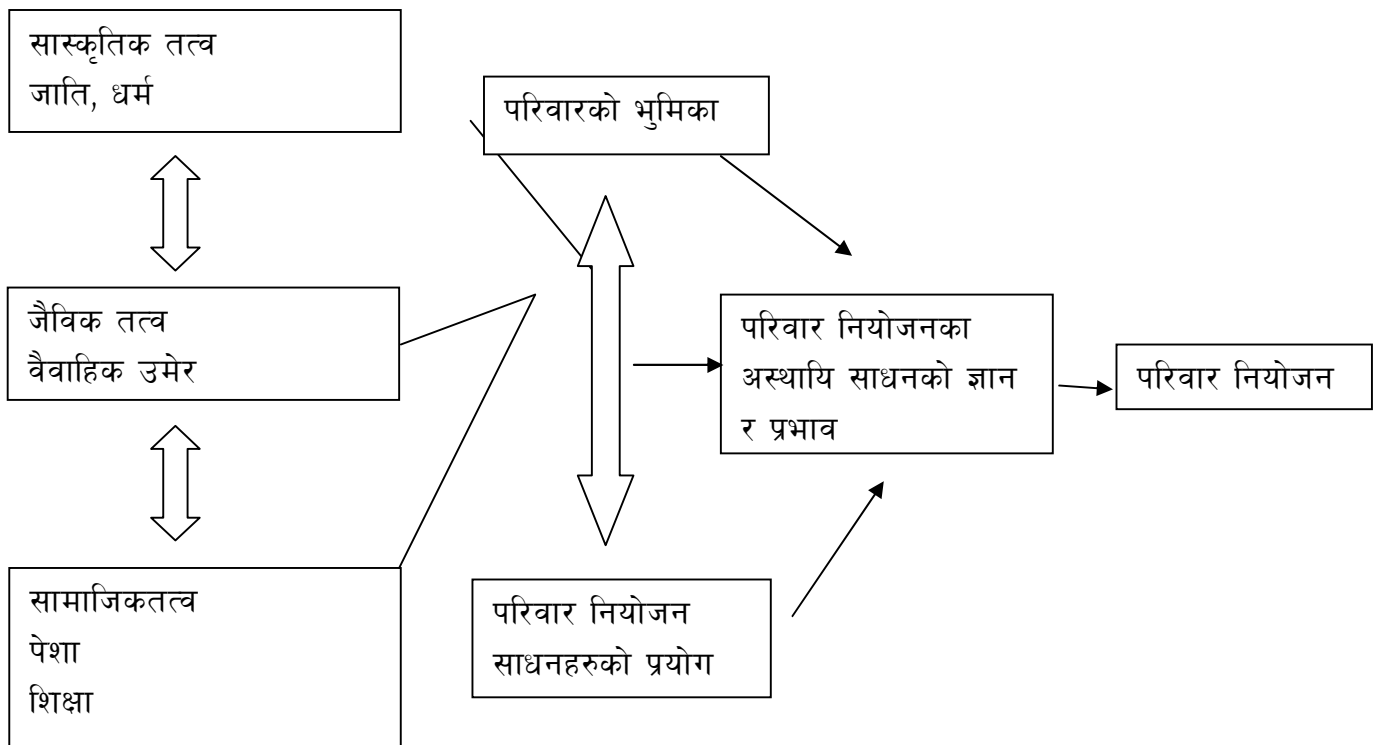 सास्कृतिक तत्व
जाति, धर्म
परिवारको भुमिका
जैविक तत्व
वैवाहिक उमेर
परिवार नियोजनका
अस्थायि साधनको ज्ञान
र प्रभाव
परिवार नियोजन
सामाजिकतत्व
पेशा
शिक्षा
परिवार नियोजन
साधनहरुको प्रयोग